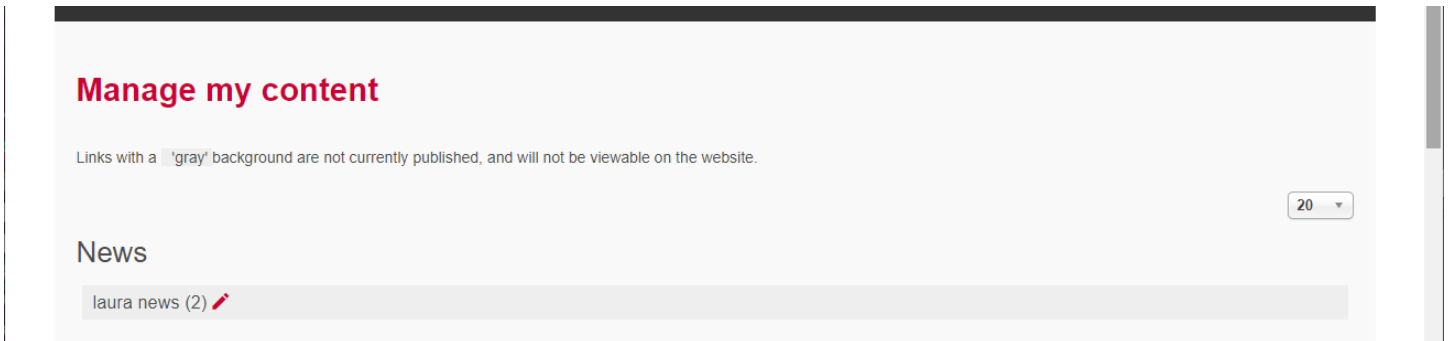 Manage my content
Links with a 'gray' background are not currently published, and will not be viewable on the website.
20
News
laura news (2)